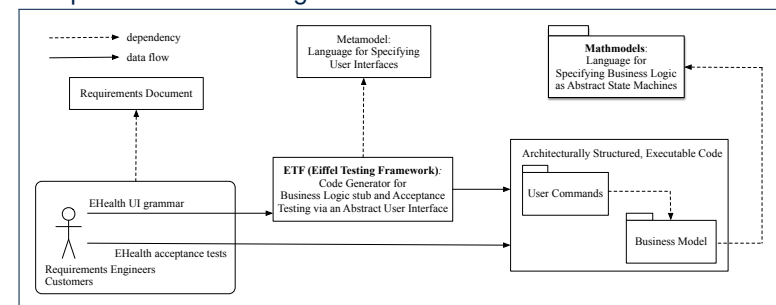 dependency
data flow
Requirements Document
Metamodel:
Language for Specifying
User Interfaces
Mathmodels:
Language for
Specifying Business Logic
as Abstract State Machines
ETF (Eiffel Testing Framework):
Code Generator for
Business Logic stub and Acceptance
Testing via an Abstract User Interface
Architecturally Structured, Executable Code
User Commands
Business Model
EHealth UI grammar
EHealth acceptance tests
Requirements Engineers
Customers